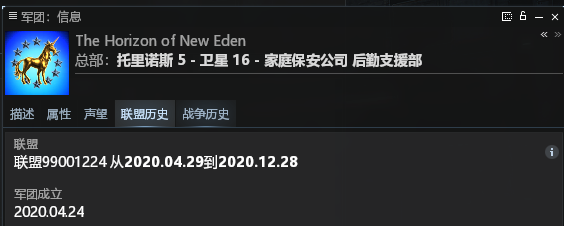 军团：信息
The Horizon of New Eden
总部：托里诺斯 5 - 卫星 16 - 家庭保安公司 后勤支援部
描述 属性 声望 联盟历史 战争历史
联盟
联盟99001224 从2020.04.29到2020.12.28
军团成立
2020.04.24